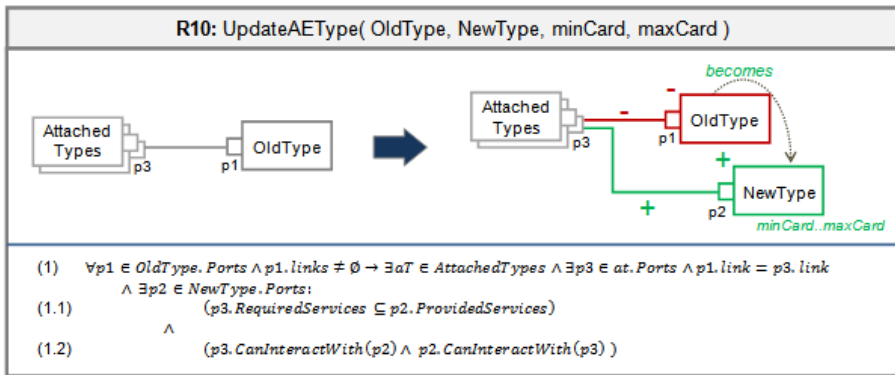 R10: UpdateAEType( OldType, NewType, minCard, maxCard )
becomes
Attached
Types
p3
p1
OldType
Attached
Types
p3
-
-
p1
OldType
+
+
p2
NewType
minCard..maxCard
(1) ∀p1 ∈ OldType.Ports ∧ p1.links ≠ ∅ → ∃aT ∈ AttachedTypes ∧ ∃p3 ∈ at.Ports ∧ p1.link = p3.link
∧ ∃p2 ∈ NewType.Ports:
(1.1) (p3.RequiredServices ⊆ p2.ProvidedServices)
∧
(1.2) (p3.CanInteractWith(p2) ∧ p2.CanInteractWith(p3) )